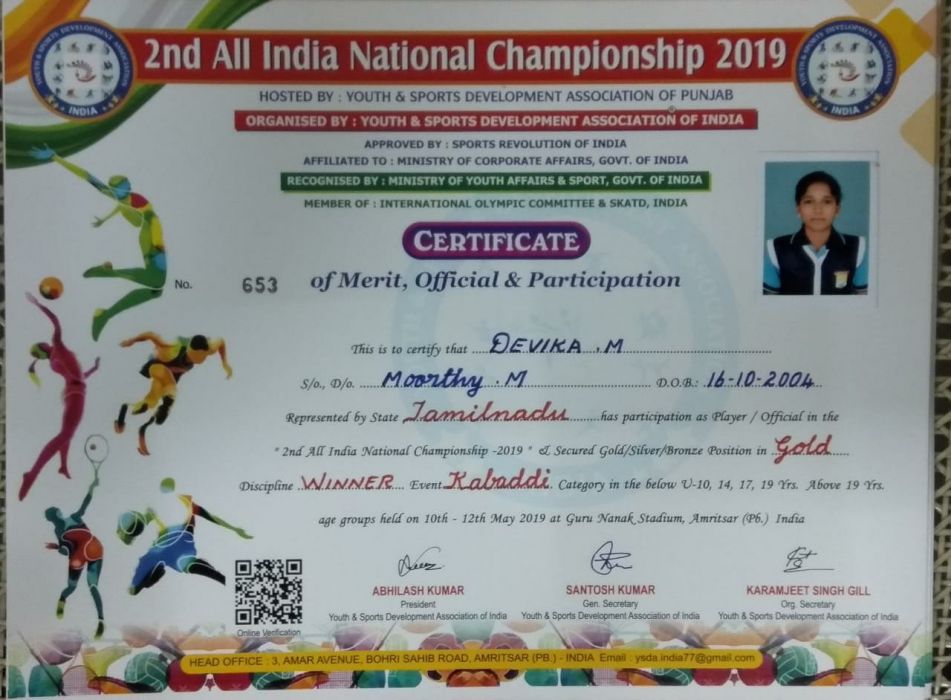 YOUTH & SPORTS DEVELOPMENT ASSOCIATION
INDIA
2nd All India National Championship 2019
YOUTH & SPORTS DEVELOPMENT ASSOCIATION
INDIA
HOSTED BY : YOUTH & SPORTS DEVELOPMENT ASSOCIATION OF PUNJAB
ORGANISED BY : YOUTH & SPORTS DEVELOPMENT ASSOCIATION OF INDIA
APPROVED BY : SPORTS REVOLUTION OF INDIA
AFFILIATED TO : MINISTRY OF CORPORATE AFFAIRS, GOVT. OF INDIA
RECOGNISED BY : MINISTRY OF YOUTH AFFAIRS & SPORT, GOVT. OF INDIA
MEMBER OF : INTERNATIONAL OLYMPIC COMMITTEE & SKATD, INDIA
CERTIFICATE
No. 653 of Merit, Official & Participation
This is to certify that ....DEVIKA .M....
S/o., D/o. ....Moorthy .M.... D.O.B.: 16-10-2004...
Represented by State Tamilnadu......has participation as Player / Official in the
" 2nd All India National Championship -2019 " & Secured Gold/Silver/Bronze Position in ..Gold....
Discipline ..WINNER.... Event Kabaddi. Category in the below U-10, 14, 17, 19 Yrs. Above 19 Yrs.
age groups held on 10th - 12th May 2019 at Guru Nanak Stadium, Amritsar (Pb.) India
Online Verification
ABHILASH KUMAR
President
Youth & Sports Development Association of India
SANTOSH KUMAR
Gen. Secretary
Youth & Sports Development Association of India
KARAMJEET SINGH GILL
Org. Secretary
Youth & Sports Development Association of India
HEAD OFFICE : 3, AMAR AVENUE, BOHRI SAHIB ROAD, AMRITSAR (PB.) - INDIA Email : ysda.india77@gmail.com